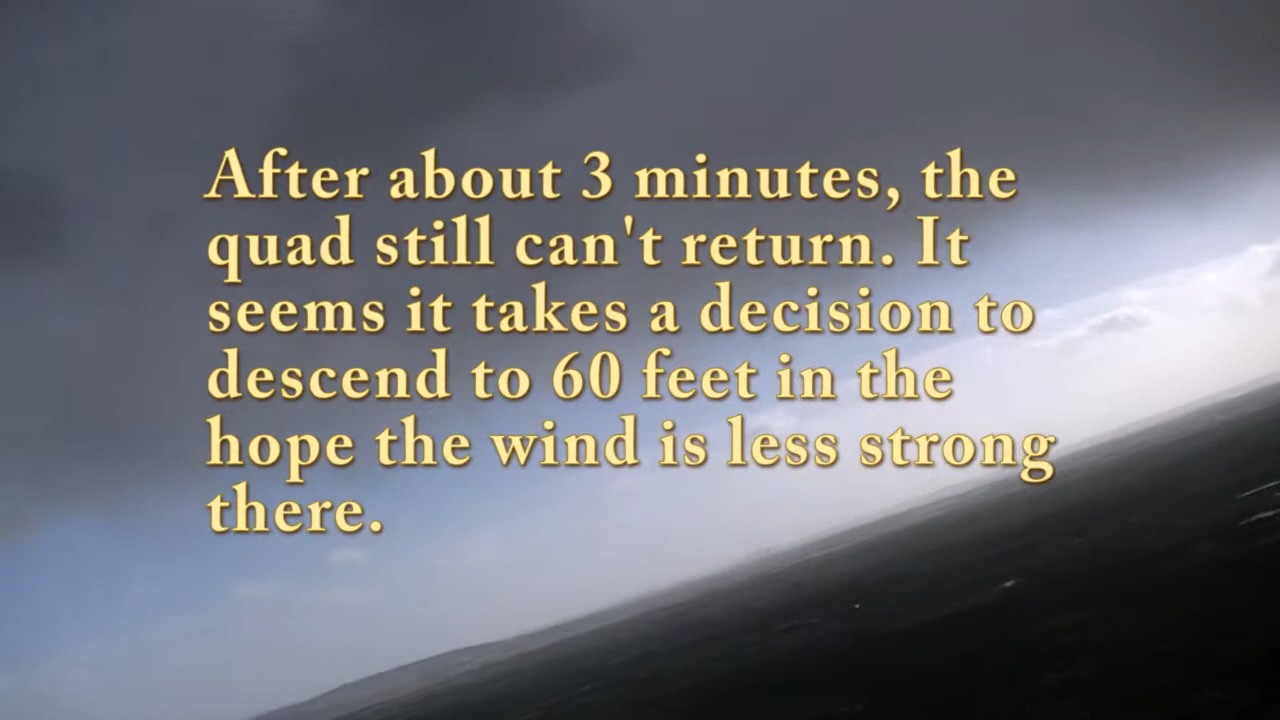 After about 3 minutes, the
quad still can't return. It
seems it takes a decision to
descend to 60 feet in the
hope the wind is less strong
there.